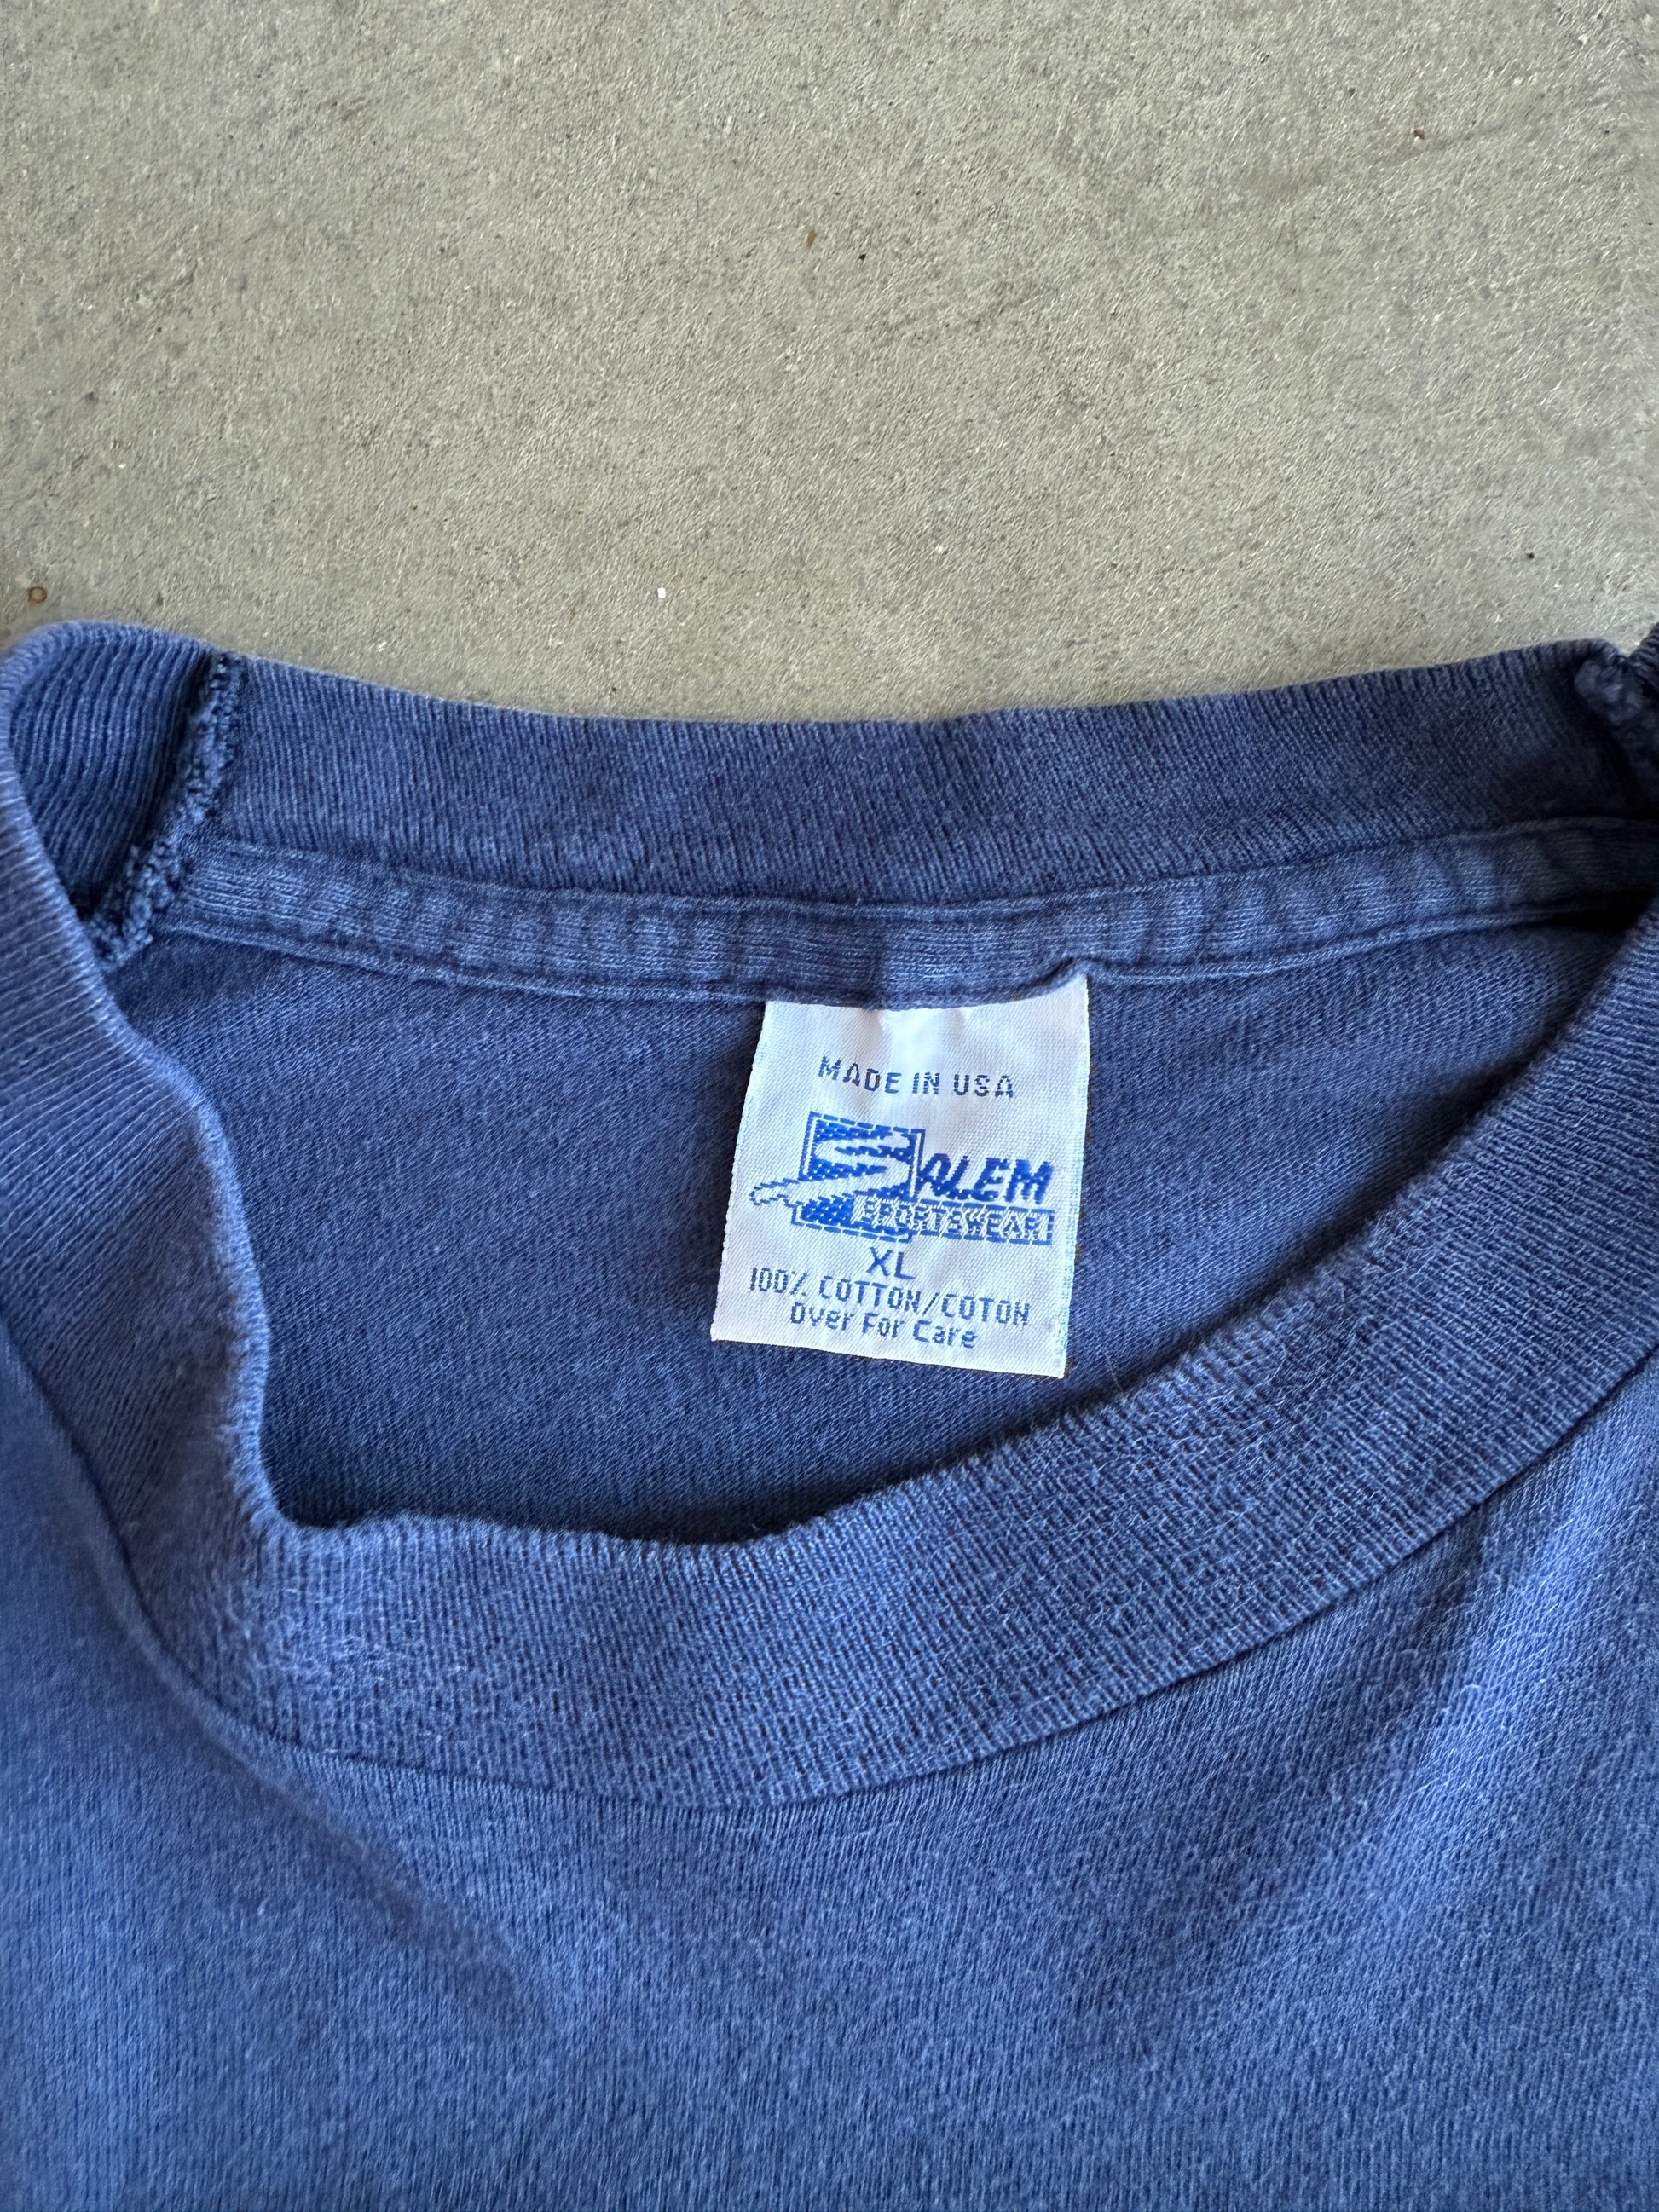 MADE IN USA
SALEM
SPORTSWEAR
XL
100% COTTON/COTON
Over For Care